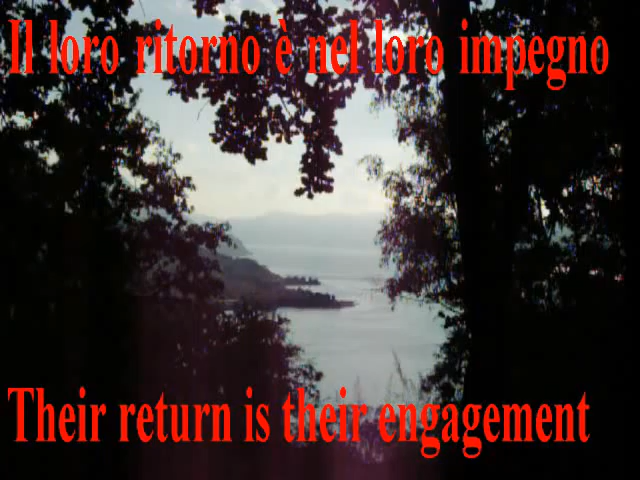 Il loro ritorno è nel loro impegno
Their return is their engagement